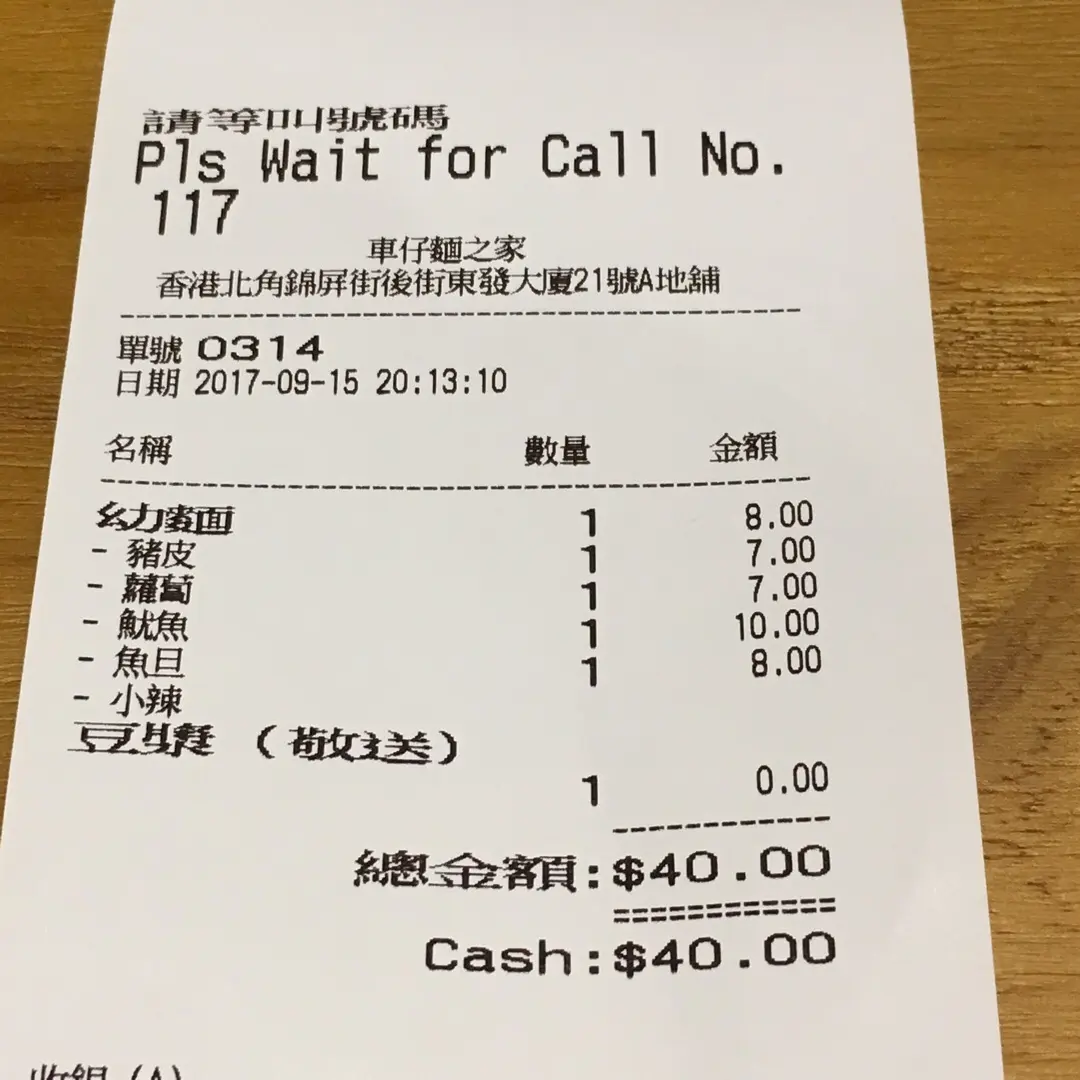 請等叫號碼
Pls Wait for Call No.
117
車仔麵之家
香港北角錦屏街後街東發大廈21號A地舖
單號 0314
日期 2017-09-15 20:13:10
名稱 數量 金額
幼麵 1 8.00
- 豬皮 1 7.00
- 蘿蔔 1 7.00
- 魷魚 1 10.00
- 魚旦 1 8.00
- 小辣
豆漿 (敬送)
1 0.00
總金額:$40.00
Cash:$40.00
收銀 (A)